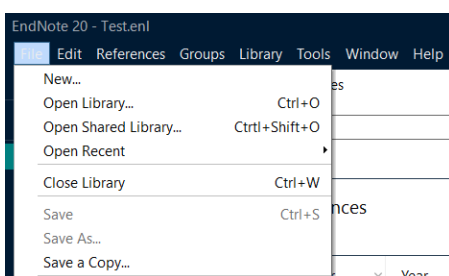 EndNote 20 - Test.enl
File Edit References Groups Library Tools Window Help
New...
es
Open Library... Ctrl+O
Open Shared Library... Ctrtl+Shift+O
Open Recent
Close Library Ctrl+W
Save Ctrl+S
nces
Save As...
Save a Copy...
Year